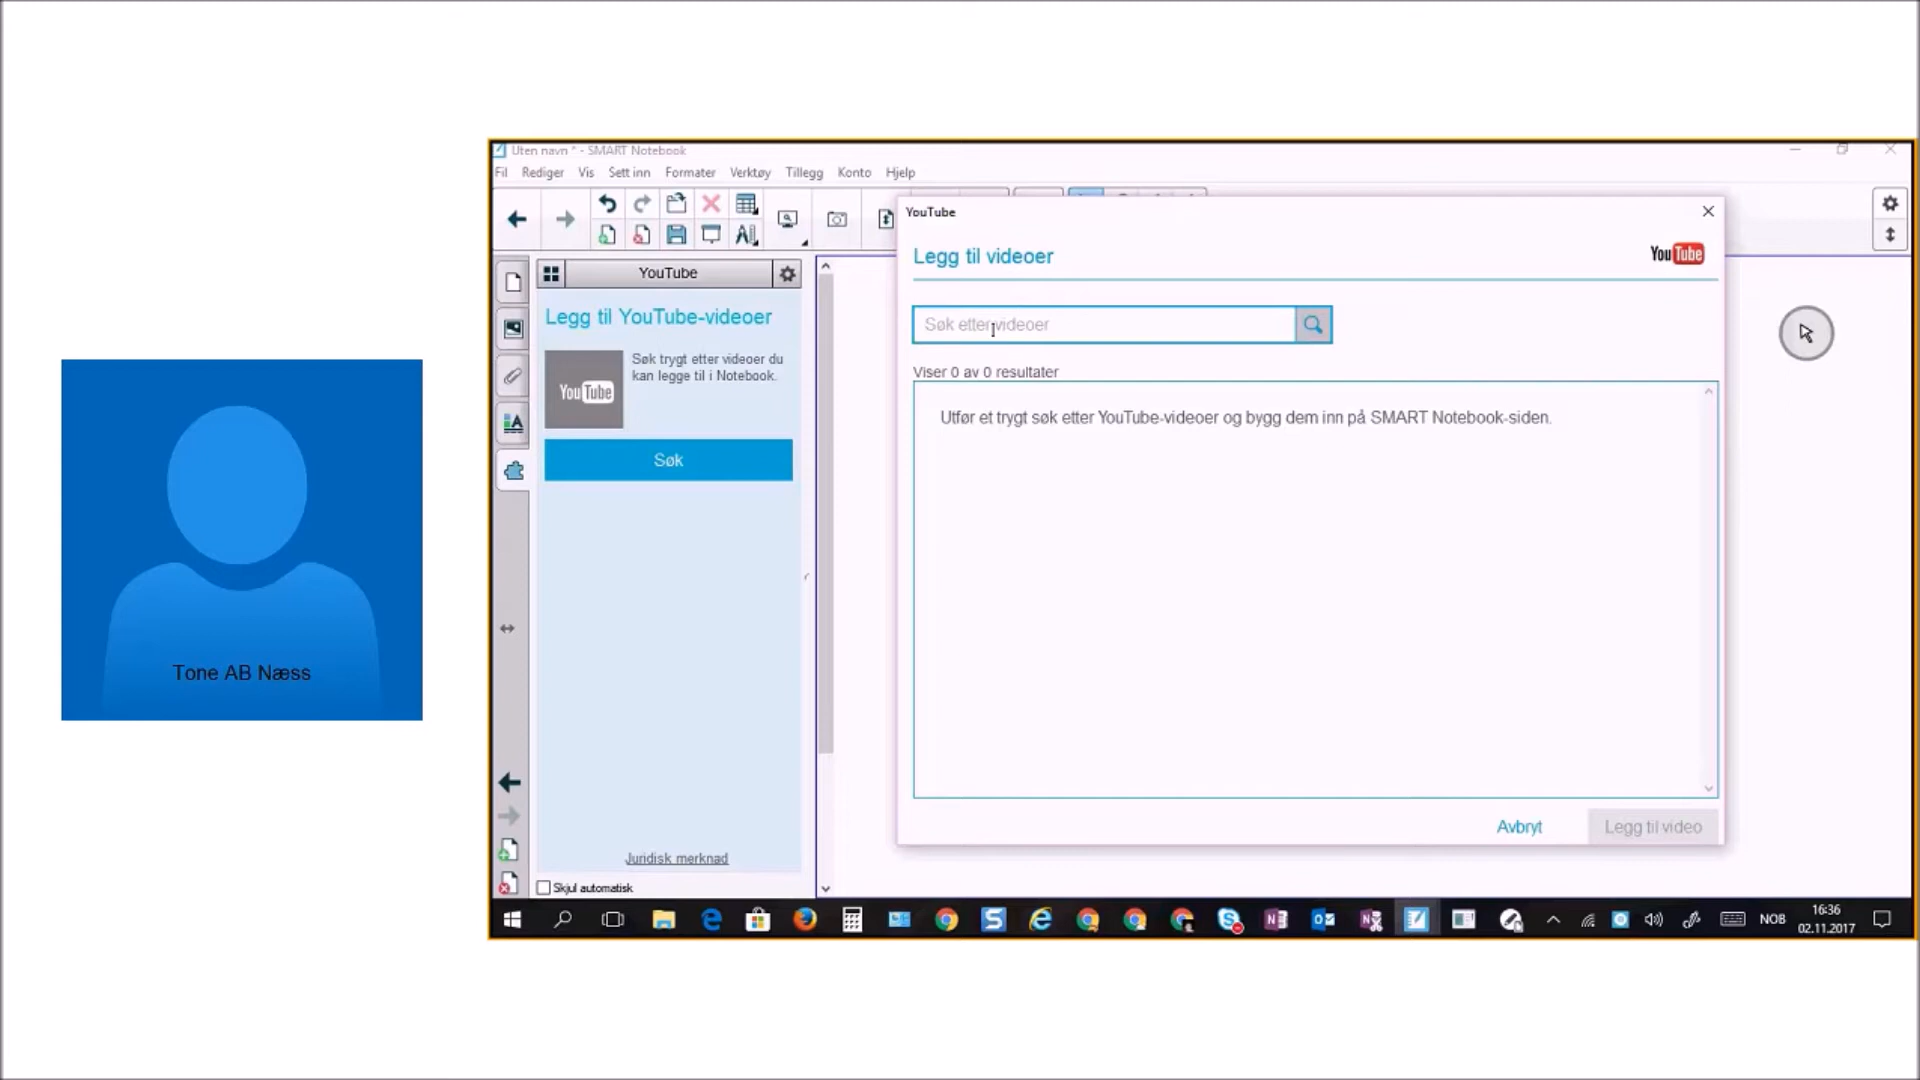 Uten navn * - SMART Notebook
Fil Rediger Vis Sett inn Formater Verktøy Tillegg Konto Hjelp
YouTube
Legg til YouTube-videoer
Søk trygt etter videoer du
kan legge til i Notebook.
YouTube
Søk
Juridisk merknad
Skjul automatisk
YouTube
Legg til videoer
YouTube
Søk etter videoer
Viser 0 av 0 resultater
Utfør et trygt søk etter YouTube-videoer og bygg dem inn på SMART Notebook-siden.
Avbryt
Legg til video
Tone AB Næss
NOB
16:36
02.11.2017